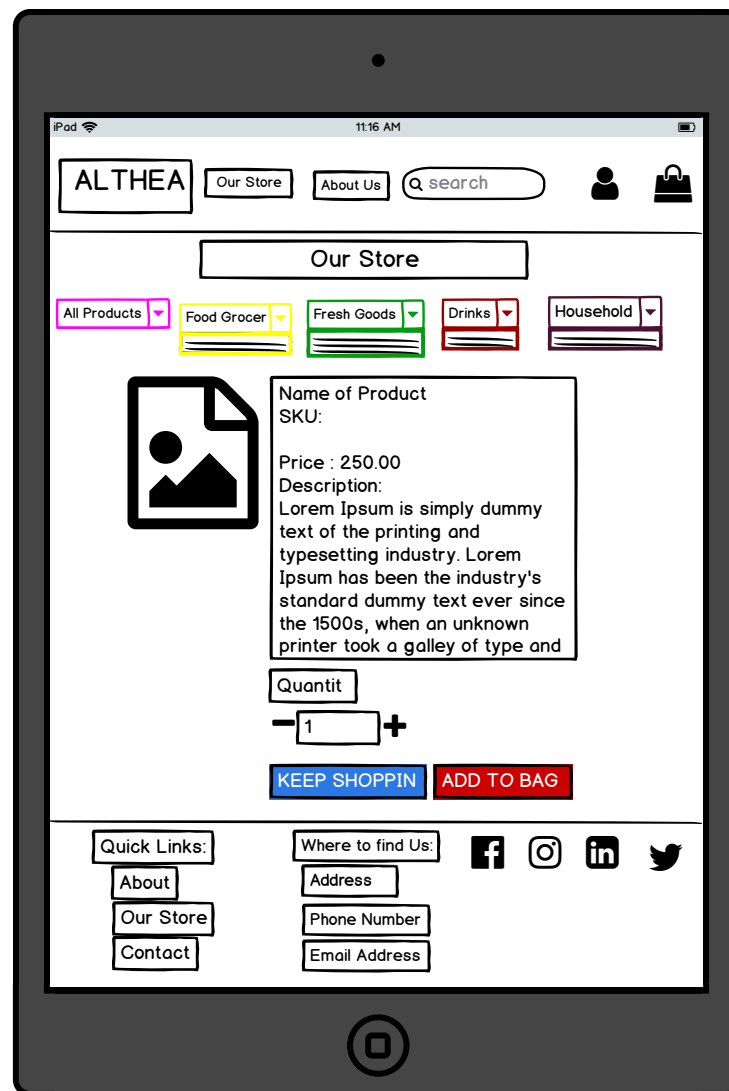 iPad 11:16 AM
ALTHEA Our Store About Us search
Our Store
All Products Food Grocer Fresh Goods Drinks Household
Name of Product
SKU:
Price : 250.00
Description:
Lorem Ipsum is simply dummy
text of the printing and
typesetting industry. Lorem
Ipsum has been the industry's
standard dummy text ever since
the 1500s, when an unknown
printer took a galley of type and
Quantit
1
KEEP SHOPPIN ADD TO BAG
Quick Links:
About
Our Store
Contact
Where to find Us:
Address
Phone Number
Email Address
f in